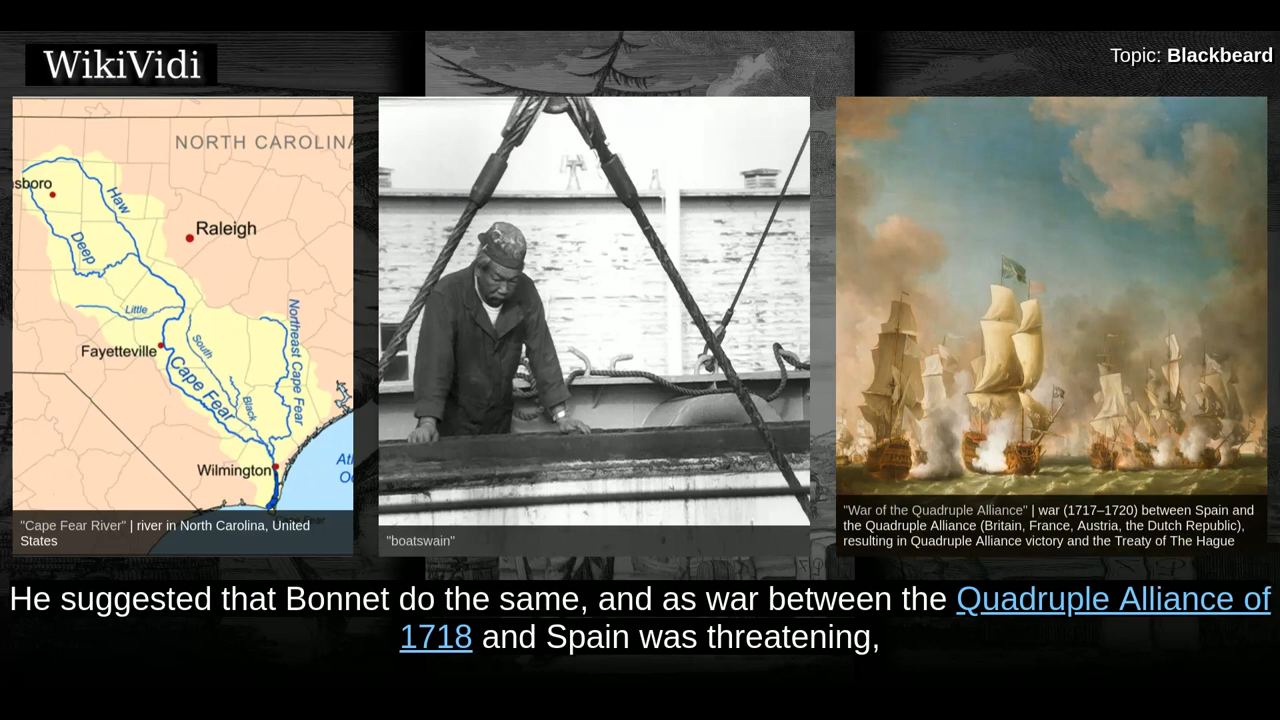 WikiVidi
Topic: Blackbeard
NORTH CAROLINA
sboro
Haw
Raleigh
Deep
Little
Fayetteville
South
Northeast Cape Fear
Cape Fear
Black
Wilmington
Atl
Oc
"Cape Fear River" | river in North Carolina, United
States
"boatswain"
"War of the Quadruple Alliance" | war (1717–1720) between Spain and
the Quadruple Alliance (Britain, France, Austria, the Dutch Republic),
resulting in Quadruple Alliance victory and the Treaty of The Hague
He suggested that Bonnet do the same, and as war between the Quadruple Alliance of
1718 and Spain was threatening,